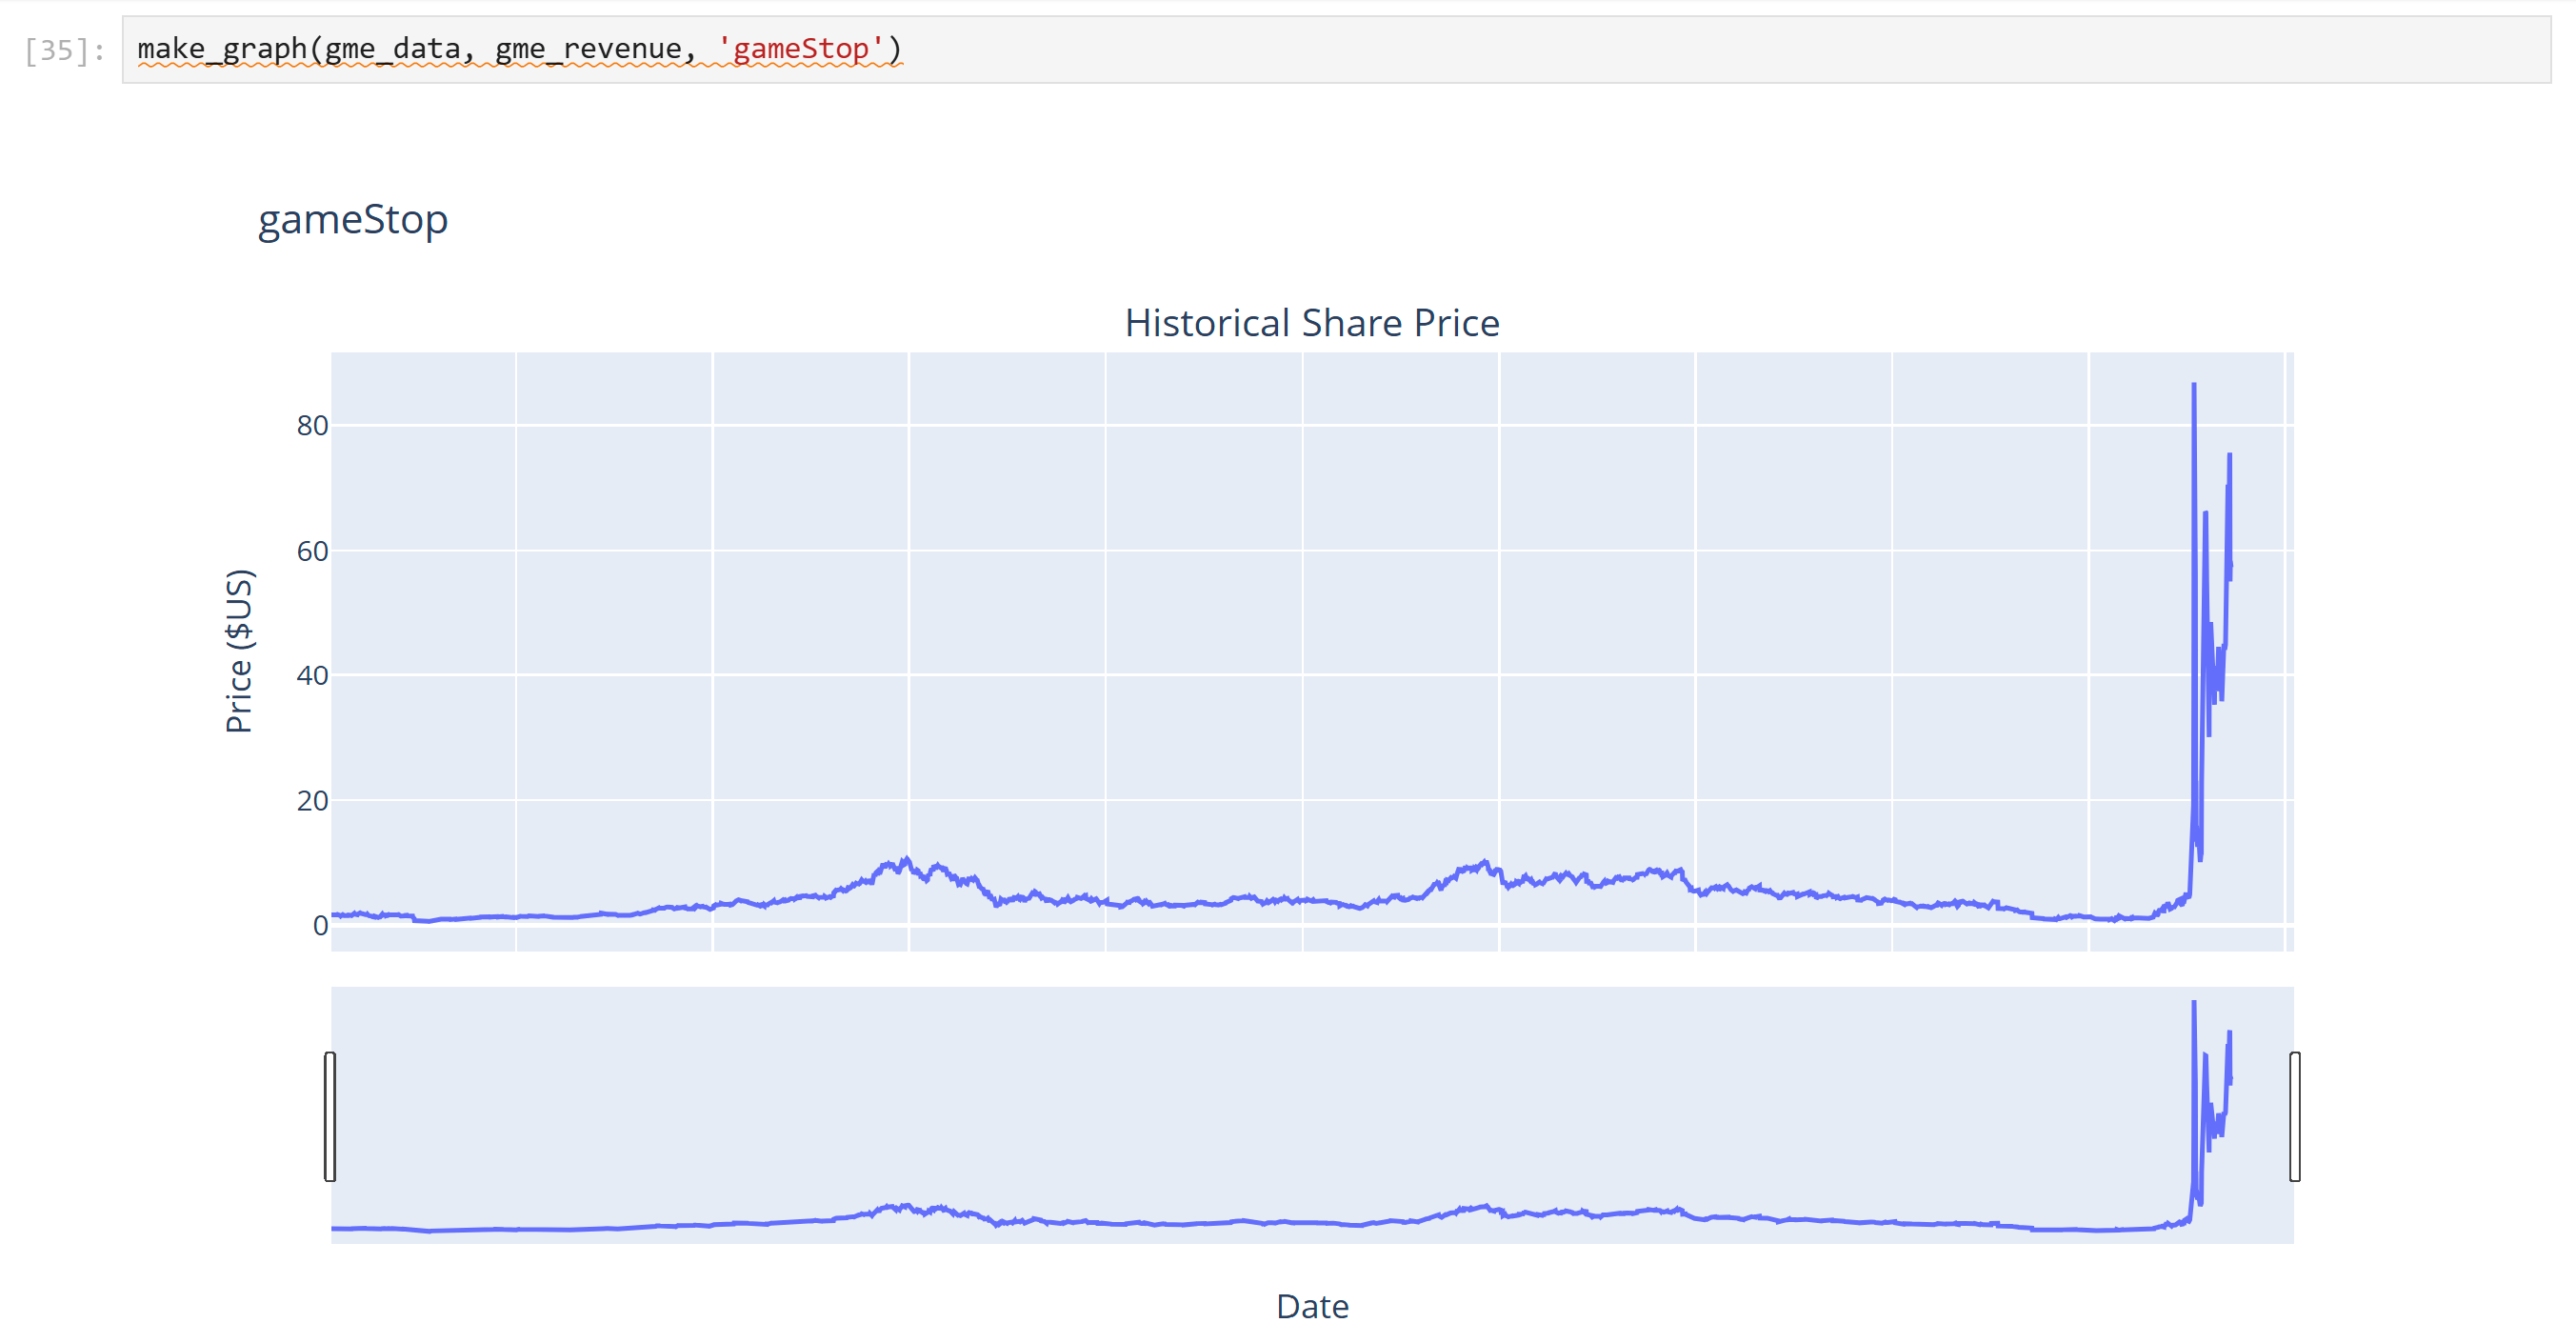 [35]: make_graph(gme_data, gme_revenue, 'gameStop')
gameStop
Historical Share Price
80
60
40
20
0
Price ($US)
Date